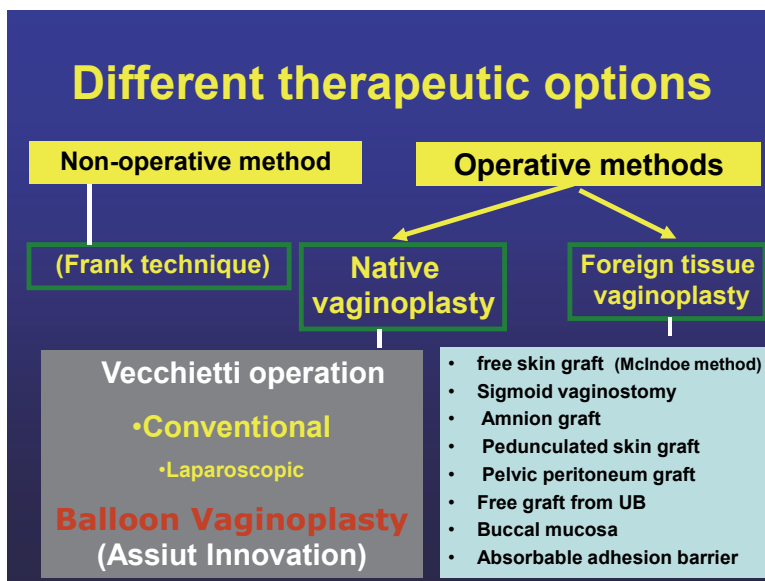 Different therapeutic options
Non-operative method
Operative methods
(Frank technique)
Native
vaginoplasty
Foreign tissue
vaginoplasty
Vecchietti operation
•Conventional
•Laparoscopic
Balloon Vaginoplasty
(Assiut Innovation)
• free skin graft (McIndoe method)
• Sigmoid vaginostomy
• Amnion graft
• Pedunculated skin graft
• Pelvic peritoneum graft
• Free graft from UB
• Buccal mucosa
• Absorbable adhesion barrier